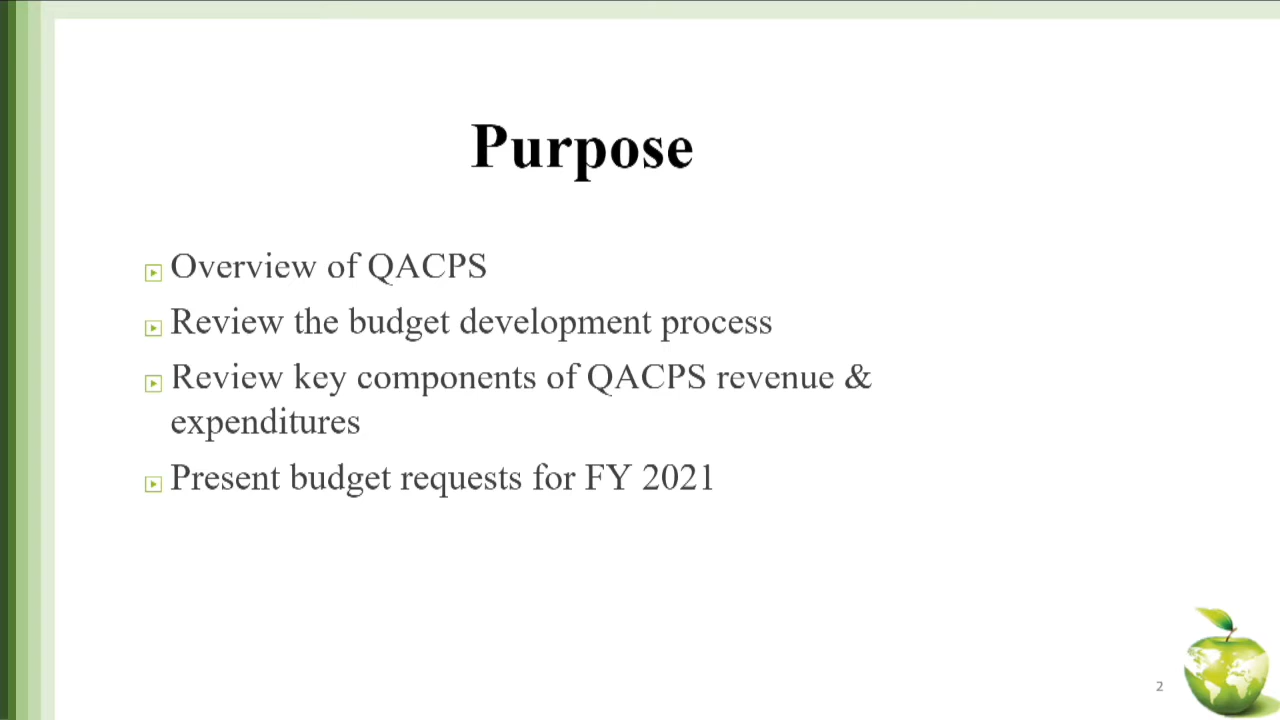 Purpose
Overview of QACPS
Review the budget development process
Review key components of QACPS revenue &
expenditures
Present budget requests for FY 2021
2